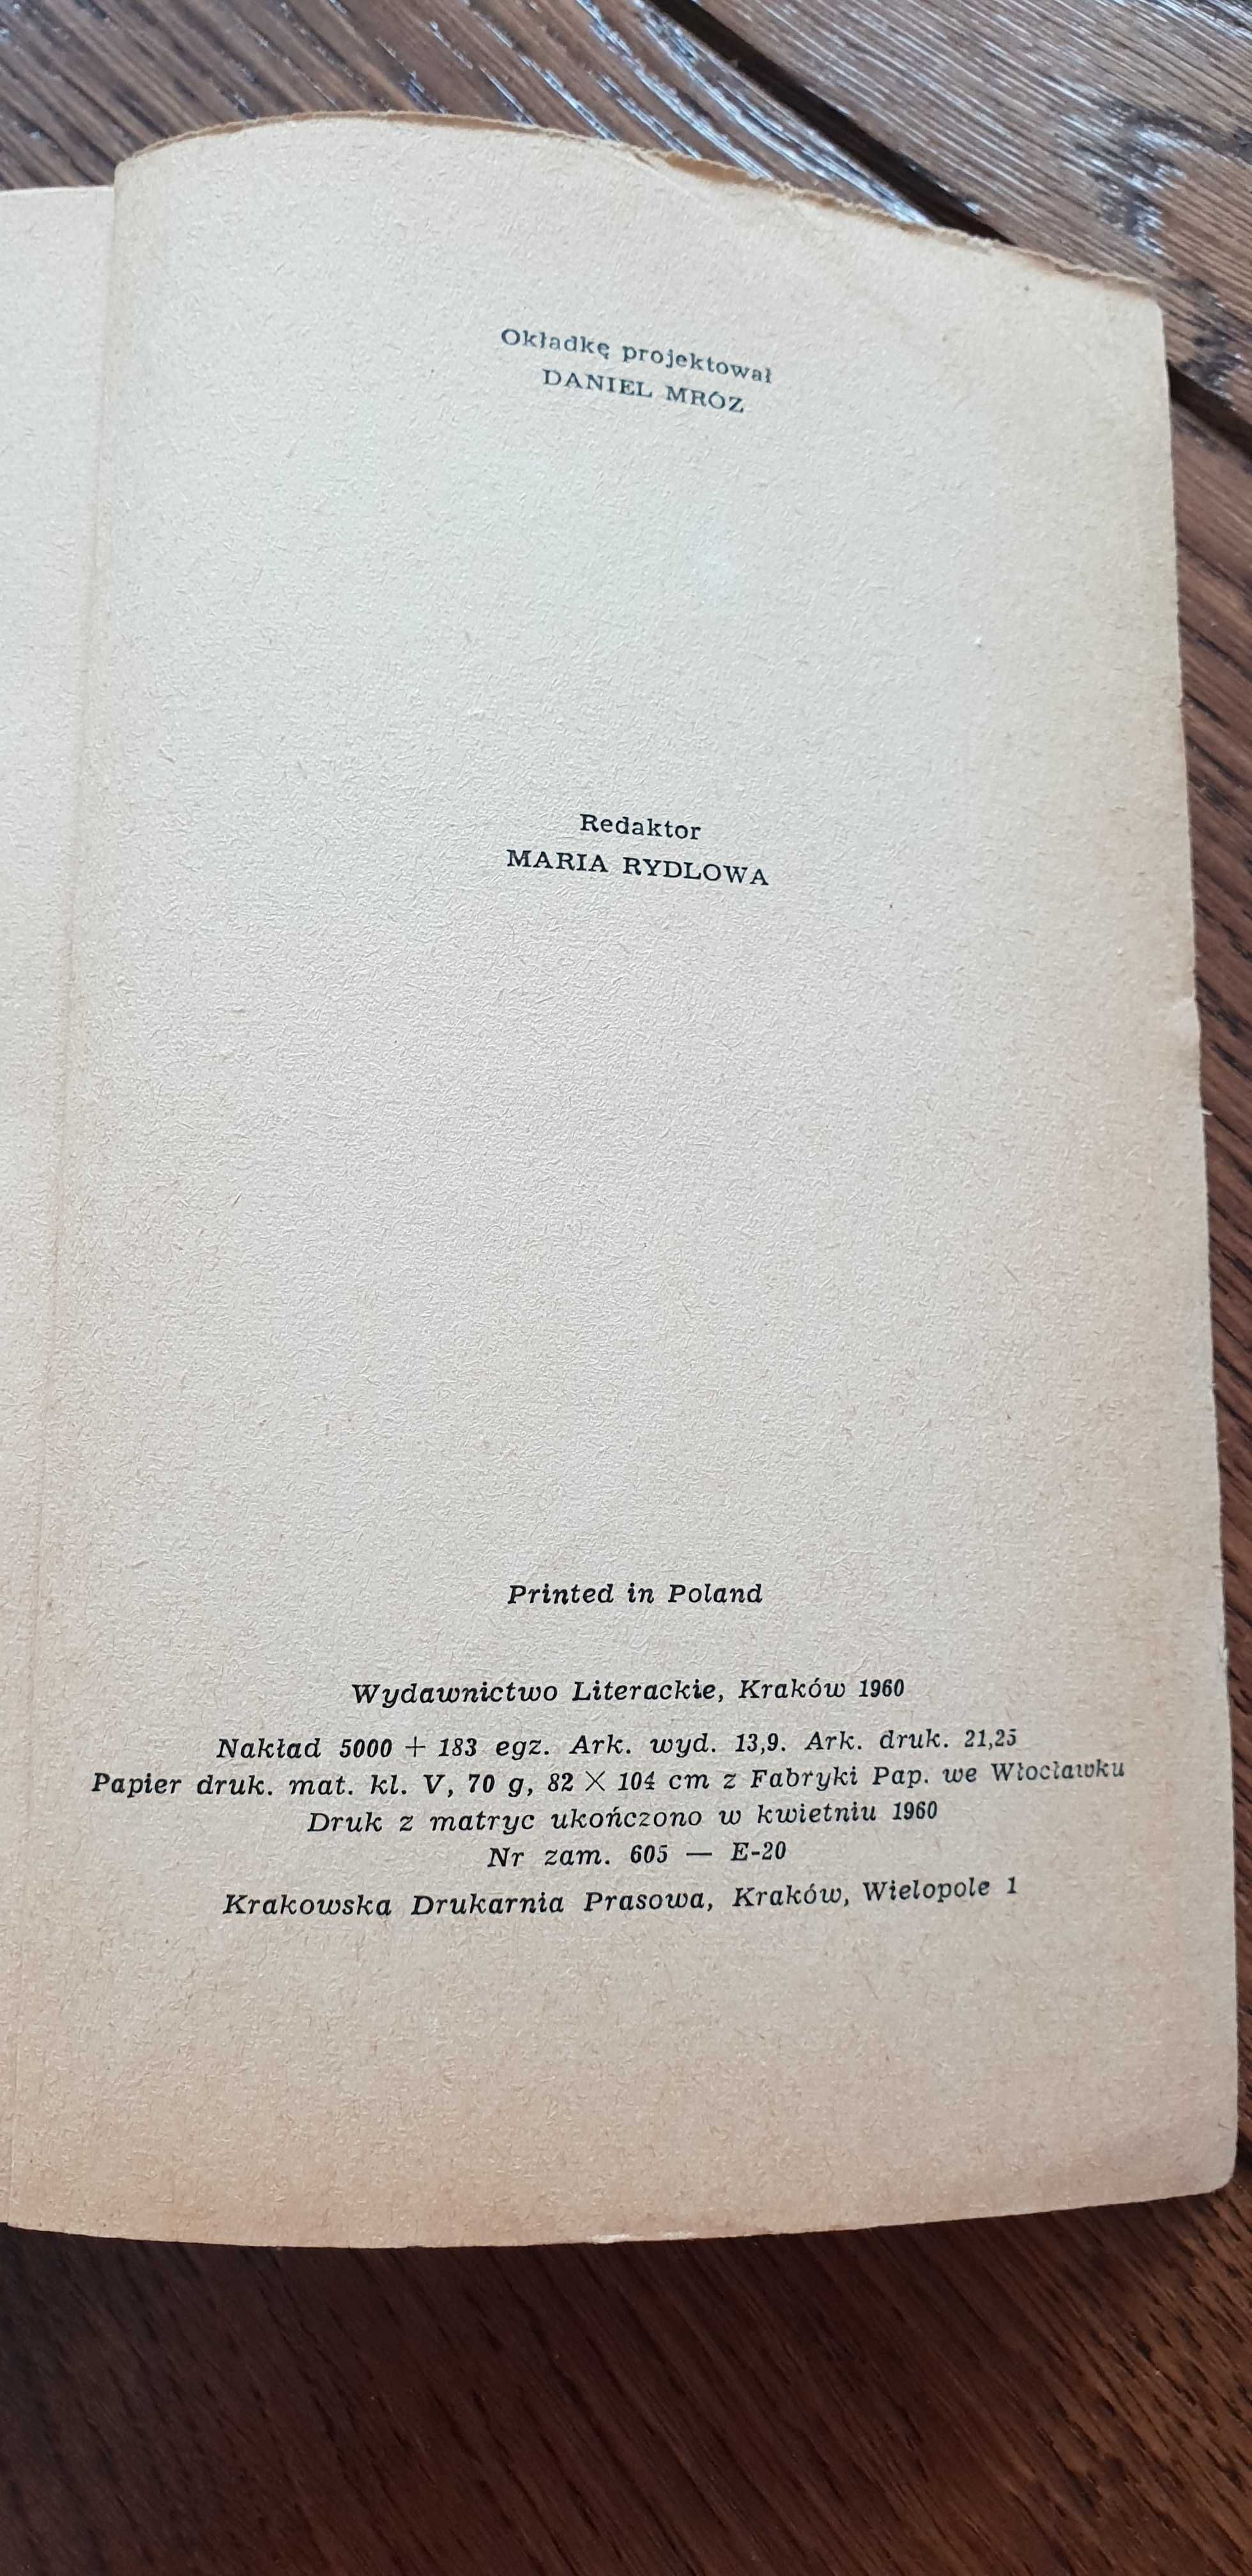 Okładkę projektował
DANIEL MRÓZ
Redaktor
MARIA RYDLOWA
Printed in Poland
Wydawnictwo Literackie, Kraków 1960
Nakład 5000 + 183 egz. Ark. wyd. 13,9. Ark. druk. 21,25
Papier druk. mat. kl. V, 70 g, 82 × 104 cm z Fabryki Pap. we Włocławku
Druk z matryc ukończono w kwietniu 1960
Nr zam. 605 — E-20
Krakowska Drukarnia Prasowa, Kraków, Wielopole 1